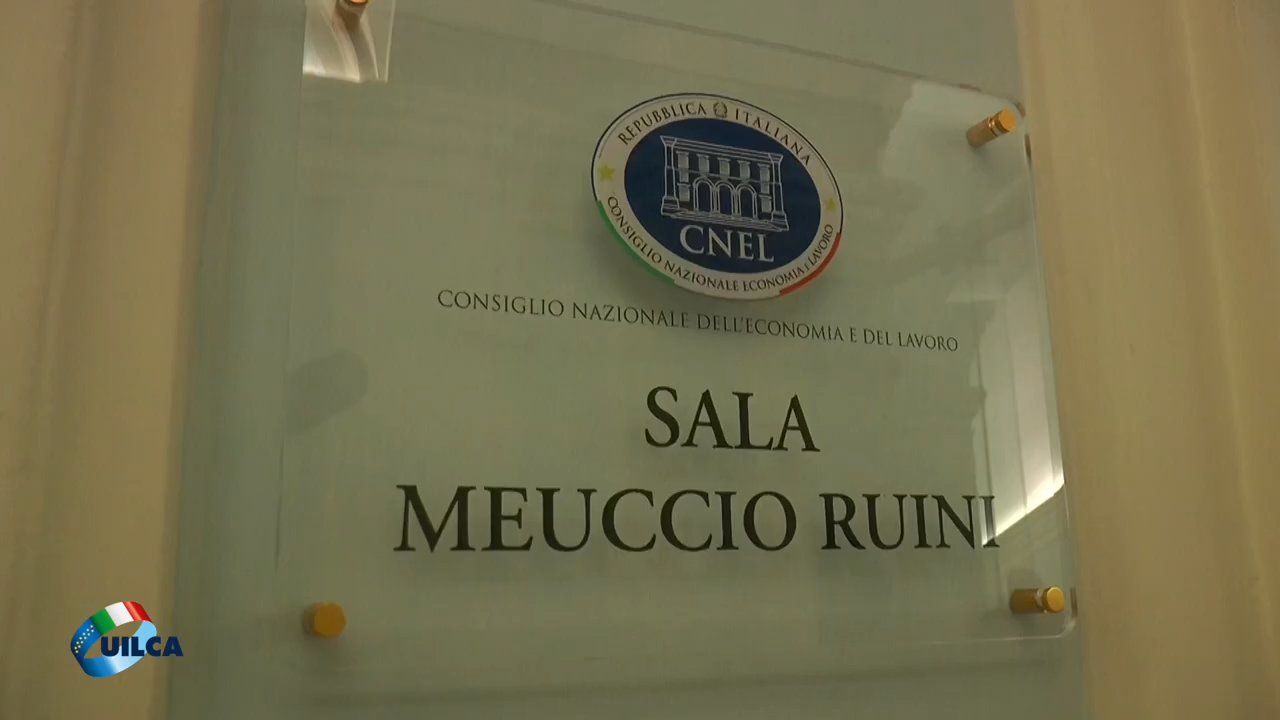 REPUBBLICA ITALIANA
CNEL
CONSIGLIO NAZIONALE ECONOMIA E LAVORO
CONSIGLIO NAZIONALE DELL'ECONOMIA E DEL LAVORO
SALA
MEUCCIO RUINI
UILCA